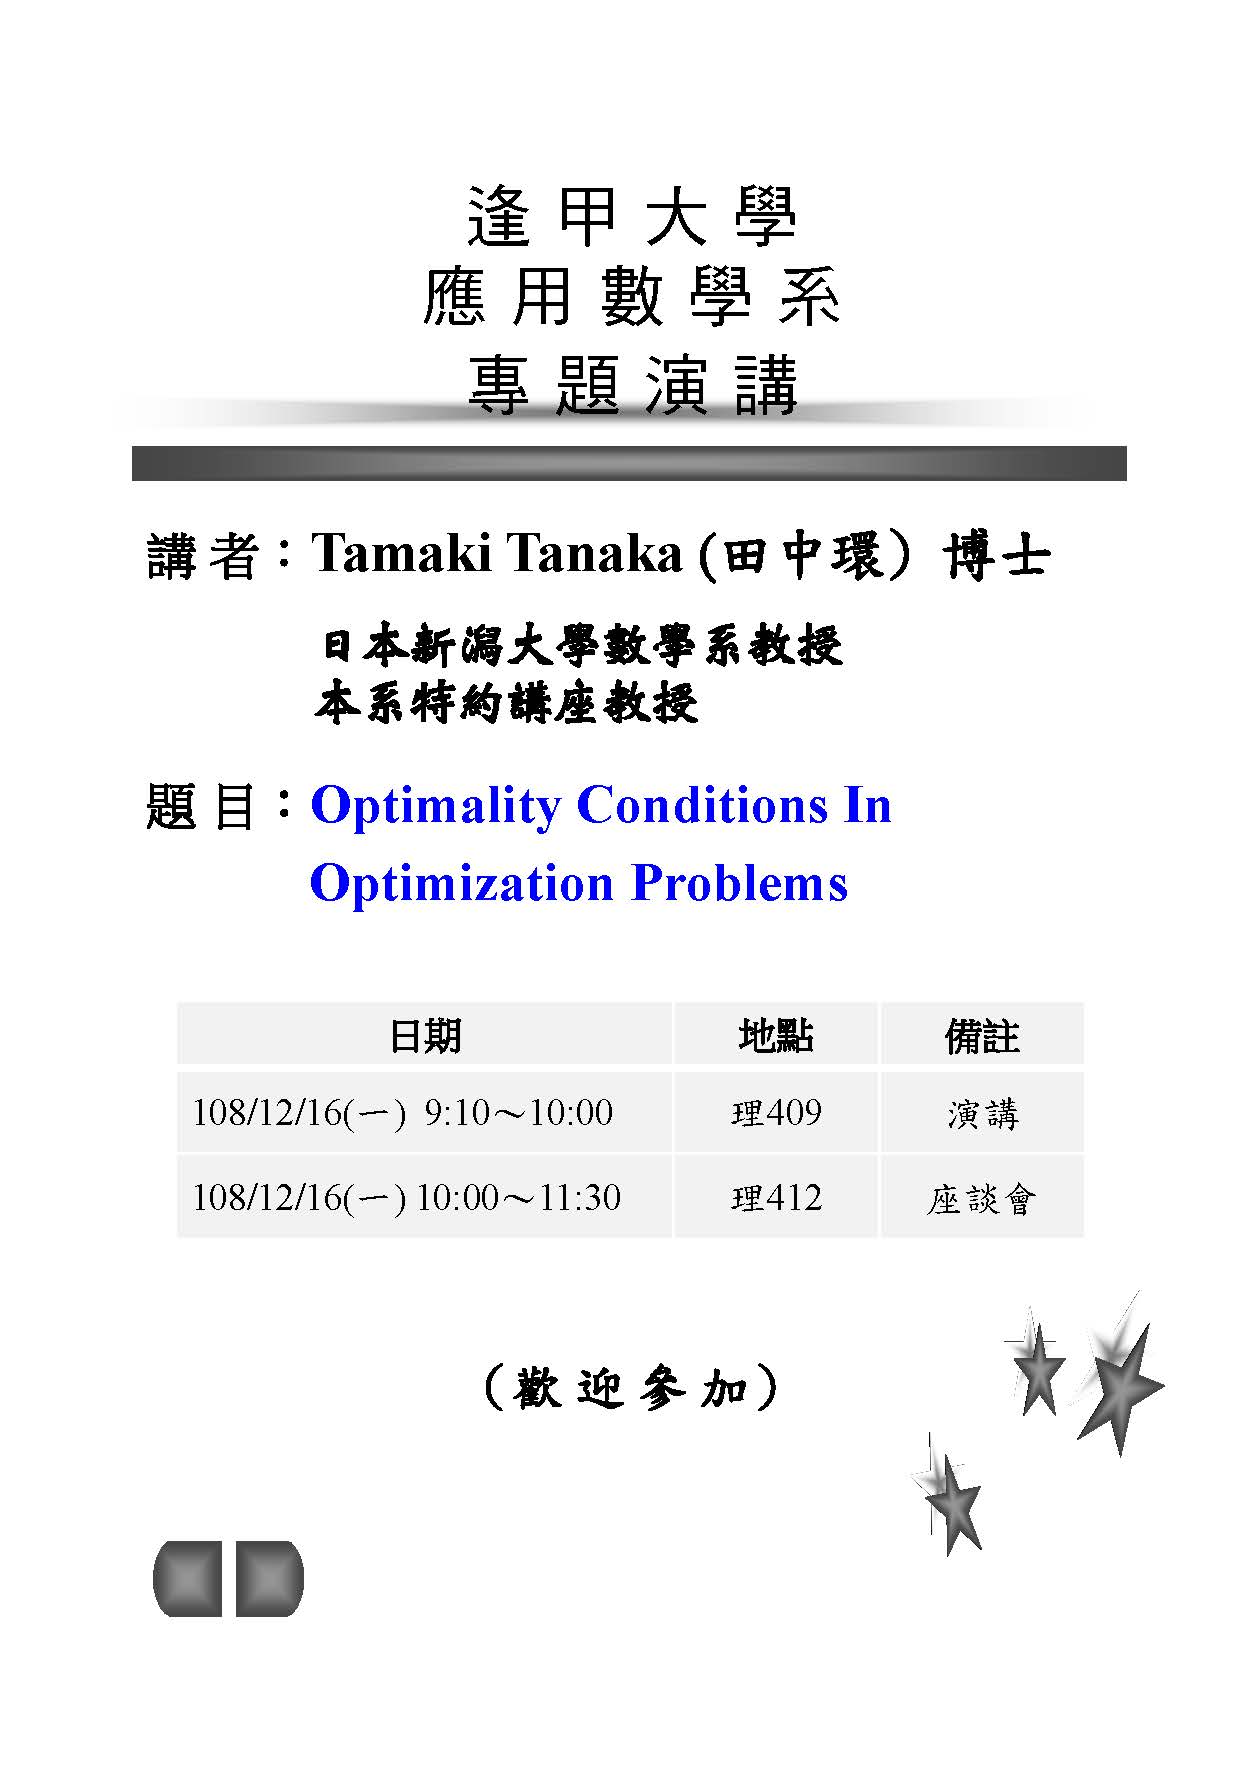 逢甲大學
應用數學系
專題演講
講者：Tamaki Tanaka (田中環）博士
日本新潟大學數學系教授
本系特約講座教授
題目：Optimality Conditions In
Optimization Problems
日期 地點 備註
108/12/16(一) 9:10～10:00 理409 演講
108/12/16(一) 10:00～11:30 理412 座談會
（歡迎參加）